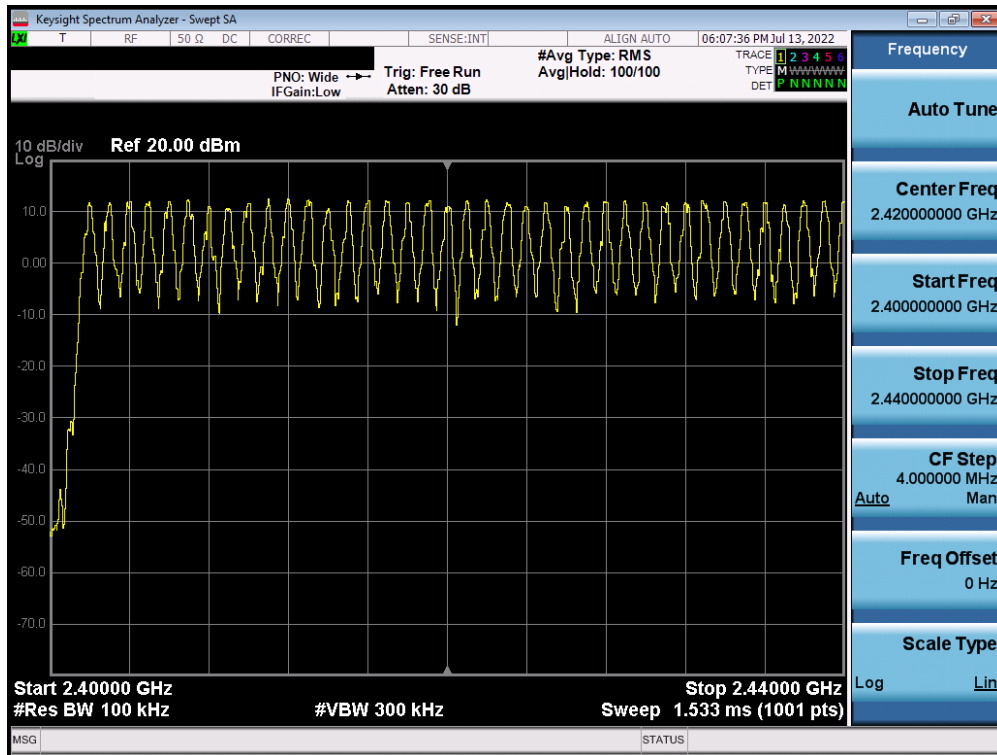 Keysight Spectrum Analyzer - Swept SA
LXI T RF 50 Ω DC CORREC SENSE:INT ALIGN AUTO 06:07:36 PM Jul 13, 2022
PNO: Wide
IFGain:Low
Trig: Free Run
Atten: 30 dB
#Avg Type: RMS
Avg|Hold: 100/100
TRACE 1 2 3 4 5 6
TYPE M WWWWWW
DET P N N N N N
10 dB/div
Log
Ref 20.00 dBm
10.0
0.00
-10.0
-20.0
-30.0
-40.0
-50.0
-60.0
-70.0
Start 2.40000 GHz
#Res BW 100 kHz
#VBW 300 kHz
Stop 2.44000 GHz
Sweep 1.533 ms (1001 pts)
MSG
STATUS
Frequency
Auto Tune
Center Freq
2.420000000 GHz
Start Freq
2.400000000 GHz
Stop Freq
2.440000000 GHz
CF Step
4.000000 MHz
Auto Man
Freq Offset
0 Hz
Scale Type
Log Lin